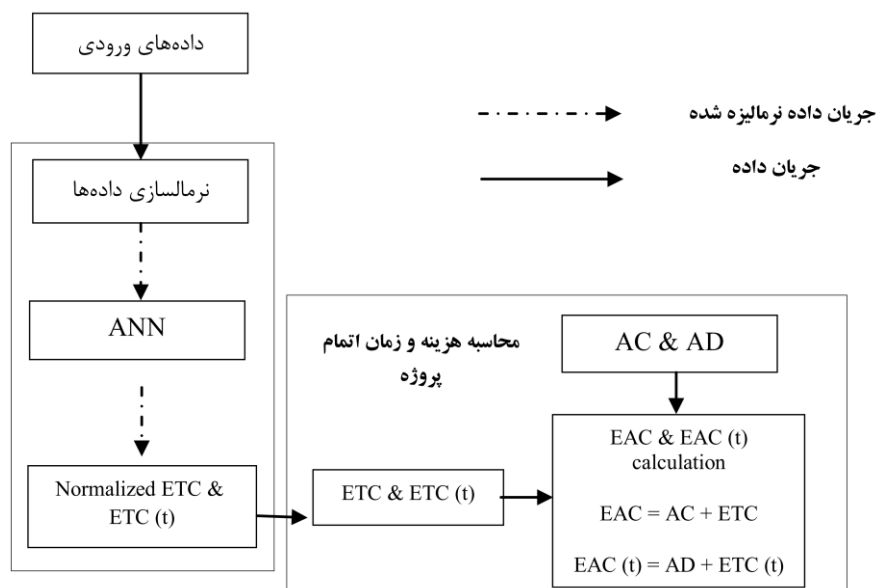 داده‌های ورودی
جریان داده نرمالیزه شده
جریان داده
نرمالسازی داده‌ها
ANN
Normalized ETC &
ETC (t)
محاسبه هزینه و زمان اتمام
پروژه
AC & AD
ETC & ETC (t)
EAC & EAC (t)
calculation
EAC = AC + ETC
EAC (t) = AD + ETC (t)